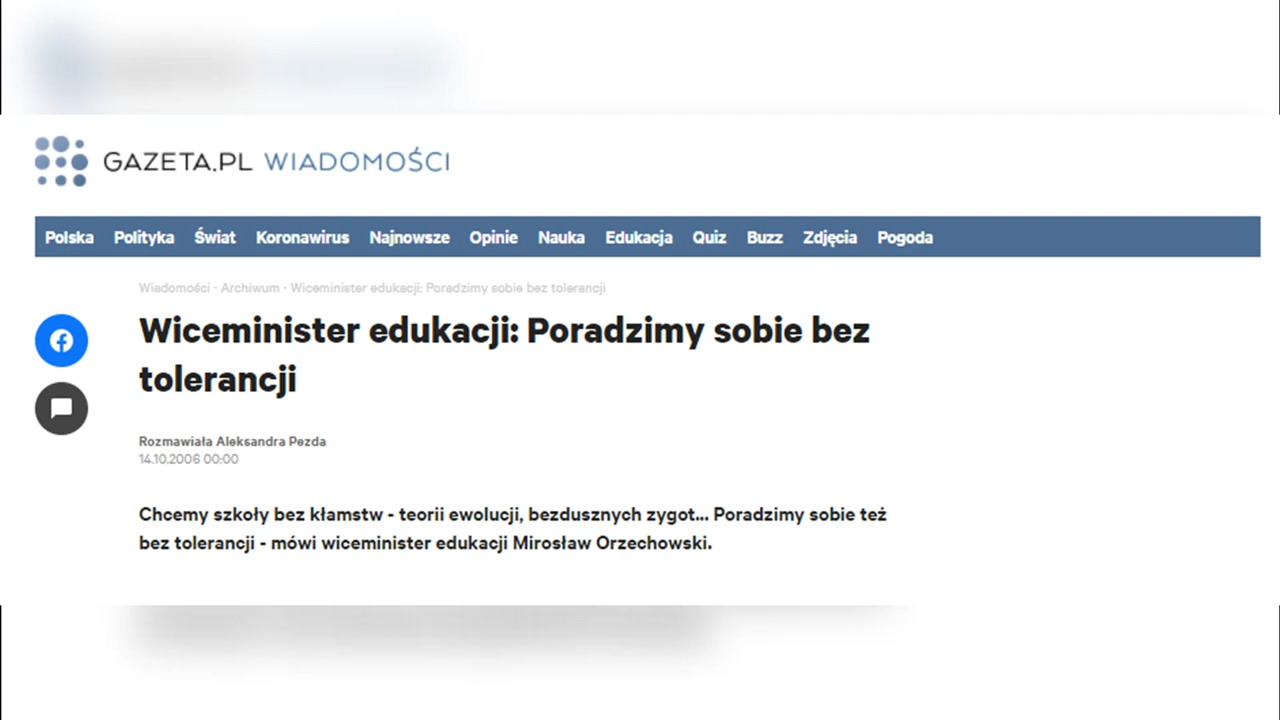 GAZETA.PL WIADOMOŚCI
Polska Polityka Świat Koronawirus Najnowsze Opinie Nauka Edukacja Quiz Buzz Zdjęcia Pogoda
Wiadomości - Archiwum - Wiceminister edukacji: Poradzimy sobie bez tolerancji
Wiceminister edukacji: Poradzimy sobie bez
tolerancji
Rozmawiała Aleksandra Pezda
14.10.2006 00:00
Chcemy szkoły bez kłamstw - teorii ewolucji, bezdusznych zygot... Poradzimy sobie też
bez tolerancji - mówi wiceminister edukacji Mirosław Orzechowski.